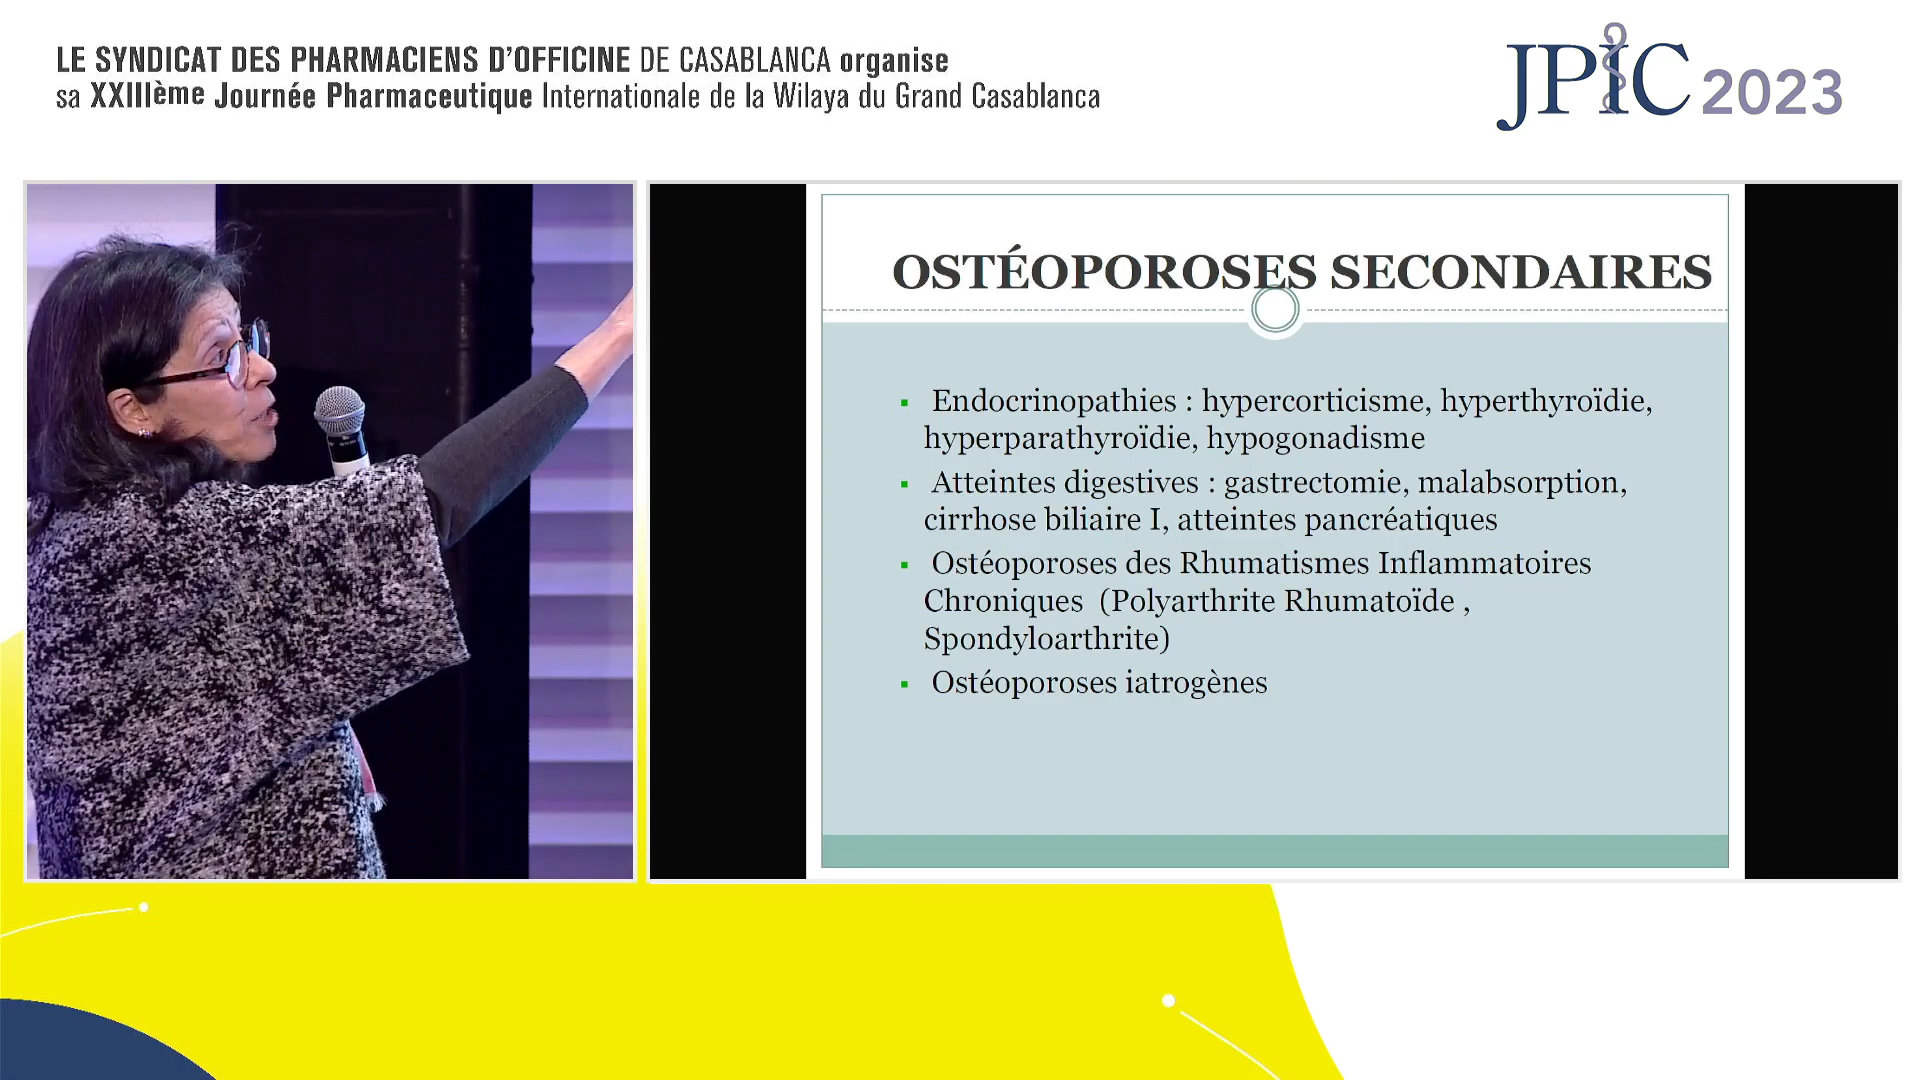 LE SYNDICAT DES PHARMACIENS D'OFFICINE DE CASABLANCA organise
sa XXIIIème Journée Pharmaceutique Internationale de la Wilaya du Grand Casablanca
JPIC 2023
OSTÉOPOROSES SECONDAIRES
▪ Endocrinopathies : hypercorticisme, hyperthyroïdie,
hyperparathyroïdie, hypogonadisme
▪ Atteintes digestives : gastrectomie, malabsorption,
cirrhose biliaire I, atteintes pancréatiques
▪ Ostéoporoses des Rhumatismes Inflammatoires
Chroniques (Polyarthrite Rhumatoïde ,
Spondyloarthrite)
▪ Ostéoporoses iatrogènes